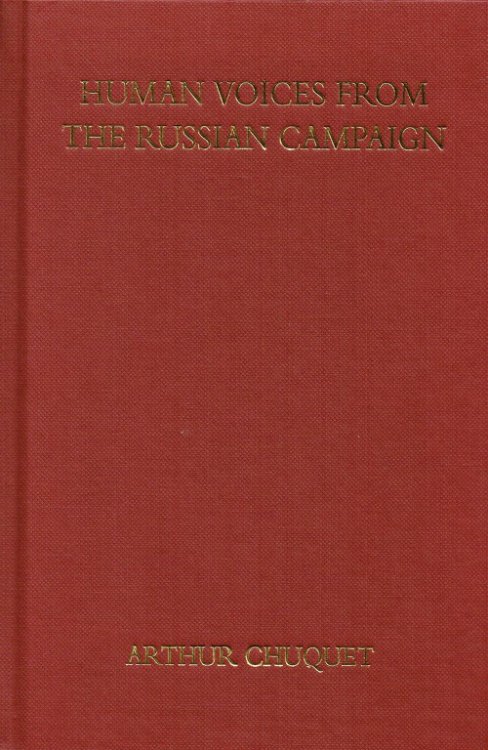 HUMAN VOICES FROM
THE RUSSIAN CAMPAIGN
ARTHUR CHUQUET